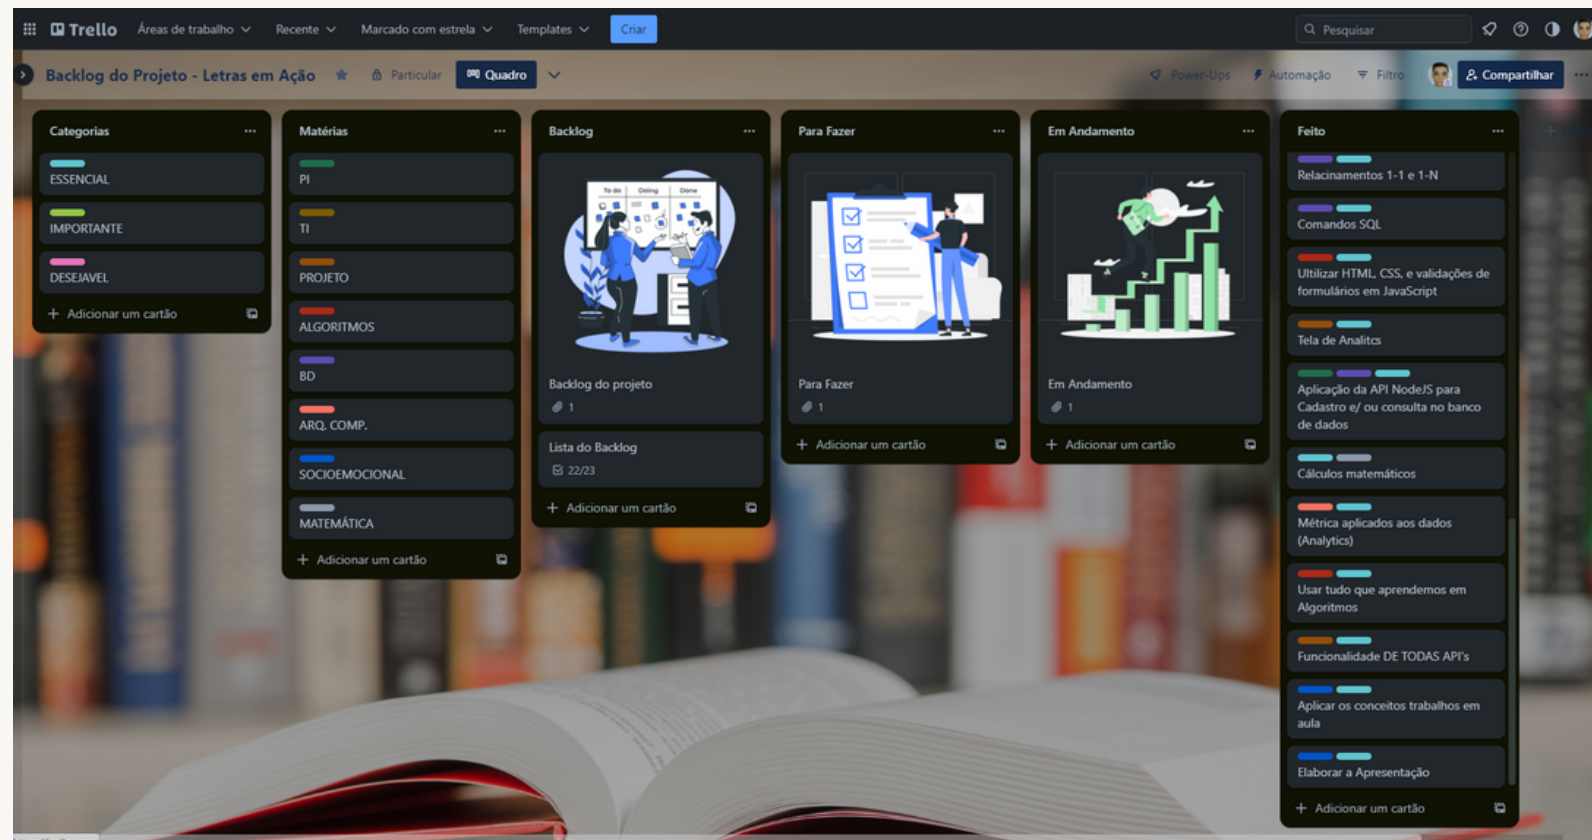 Trello
Áreas de trabalho
Recente
Marcado com estrela
Templates
Criar
Pesquisar
Backlog do Projeto - Letras em Ação
Particular
Quadro
Power-Ups
Automação
Filtro
Compartilhar
Categorias
ESSENCIAL
IMPORTANTE
DESEJAVEL
+ Adicionar um cartão
Matérias
PI
TI
PROJETO
ALGORITMOS
BD
ARQ. COMP.
SOCIOEMOCIONAL
MATEMÁTICA
+ Adicionar um cartão
Backlog
To do Doing Done
Backlog do projeto
1
Lista do Backlog
22/23
+ Adicionar um cartão
Para Fazer
Para Fazer
1
+ Adicionar um cartão
Em Andamento
Em Andamento
1
+ Adicionar um cartão
Feito
Relacinamentos 1-1 e 1-N
Comandos SQL
Ultilizar HTML, CSS, e validações de
formulários em JavaScript
Tela de Analitcs
Aplicação da API NodeJS para
Cadastro e/ ou consulta no banco
de dados
Cálculos matemáticos
Métrica aplicados aos dados
(Analytics)
Usar tudo que aprendemos em
Algoritmos
Funcionalidade DE TODAS API's
Aplicar os conceitos trabalhos em
aula
Elaborar a Apresentação
+ Adicionar um cartão